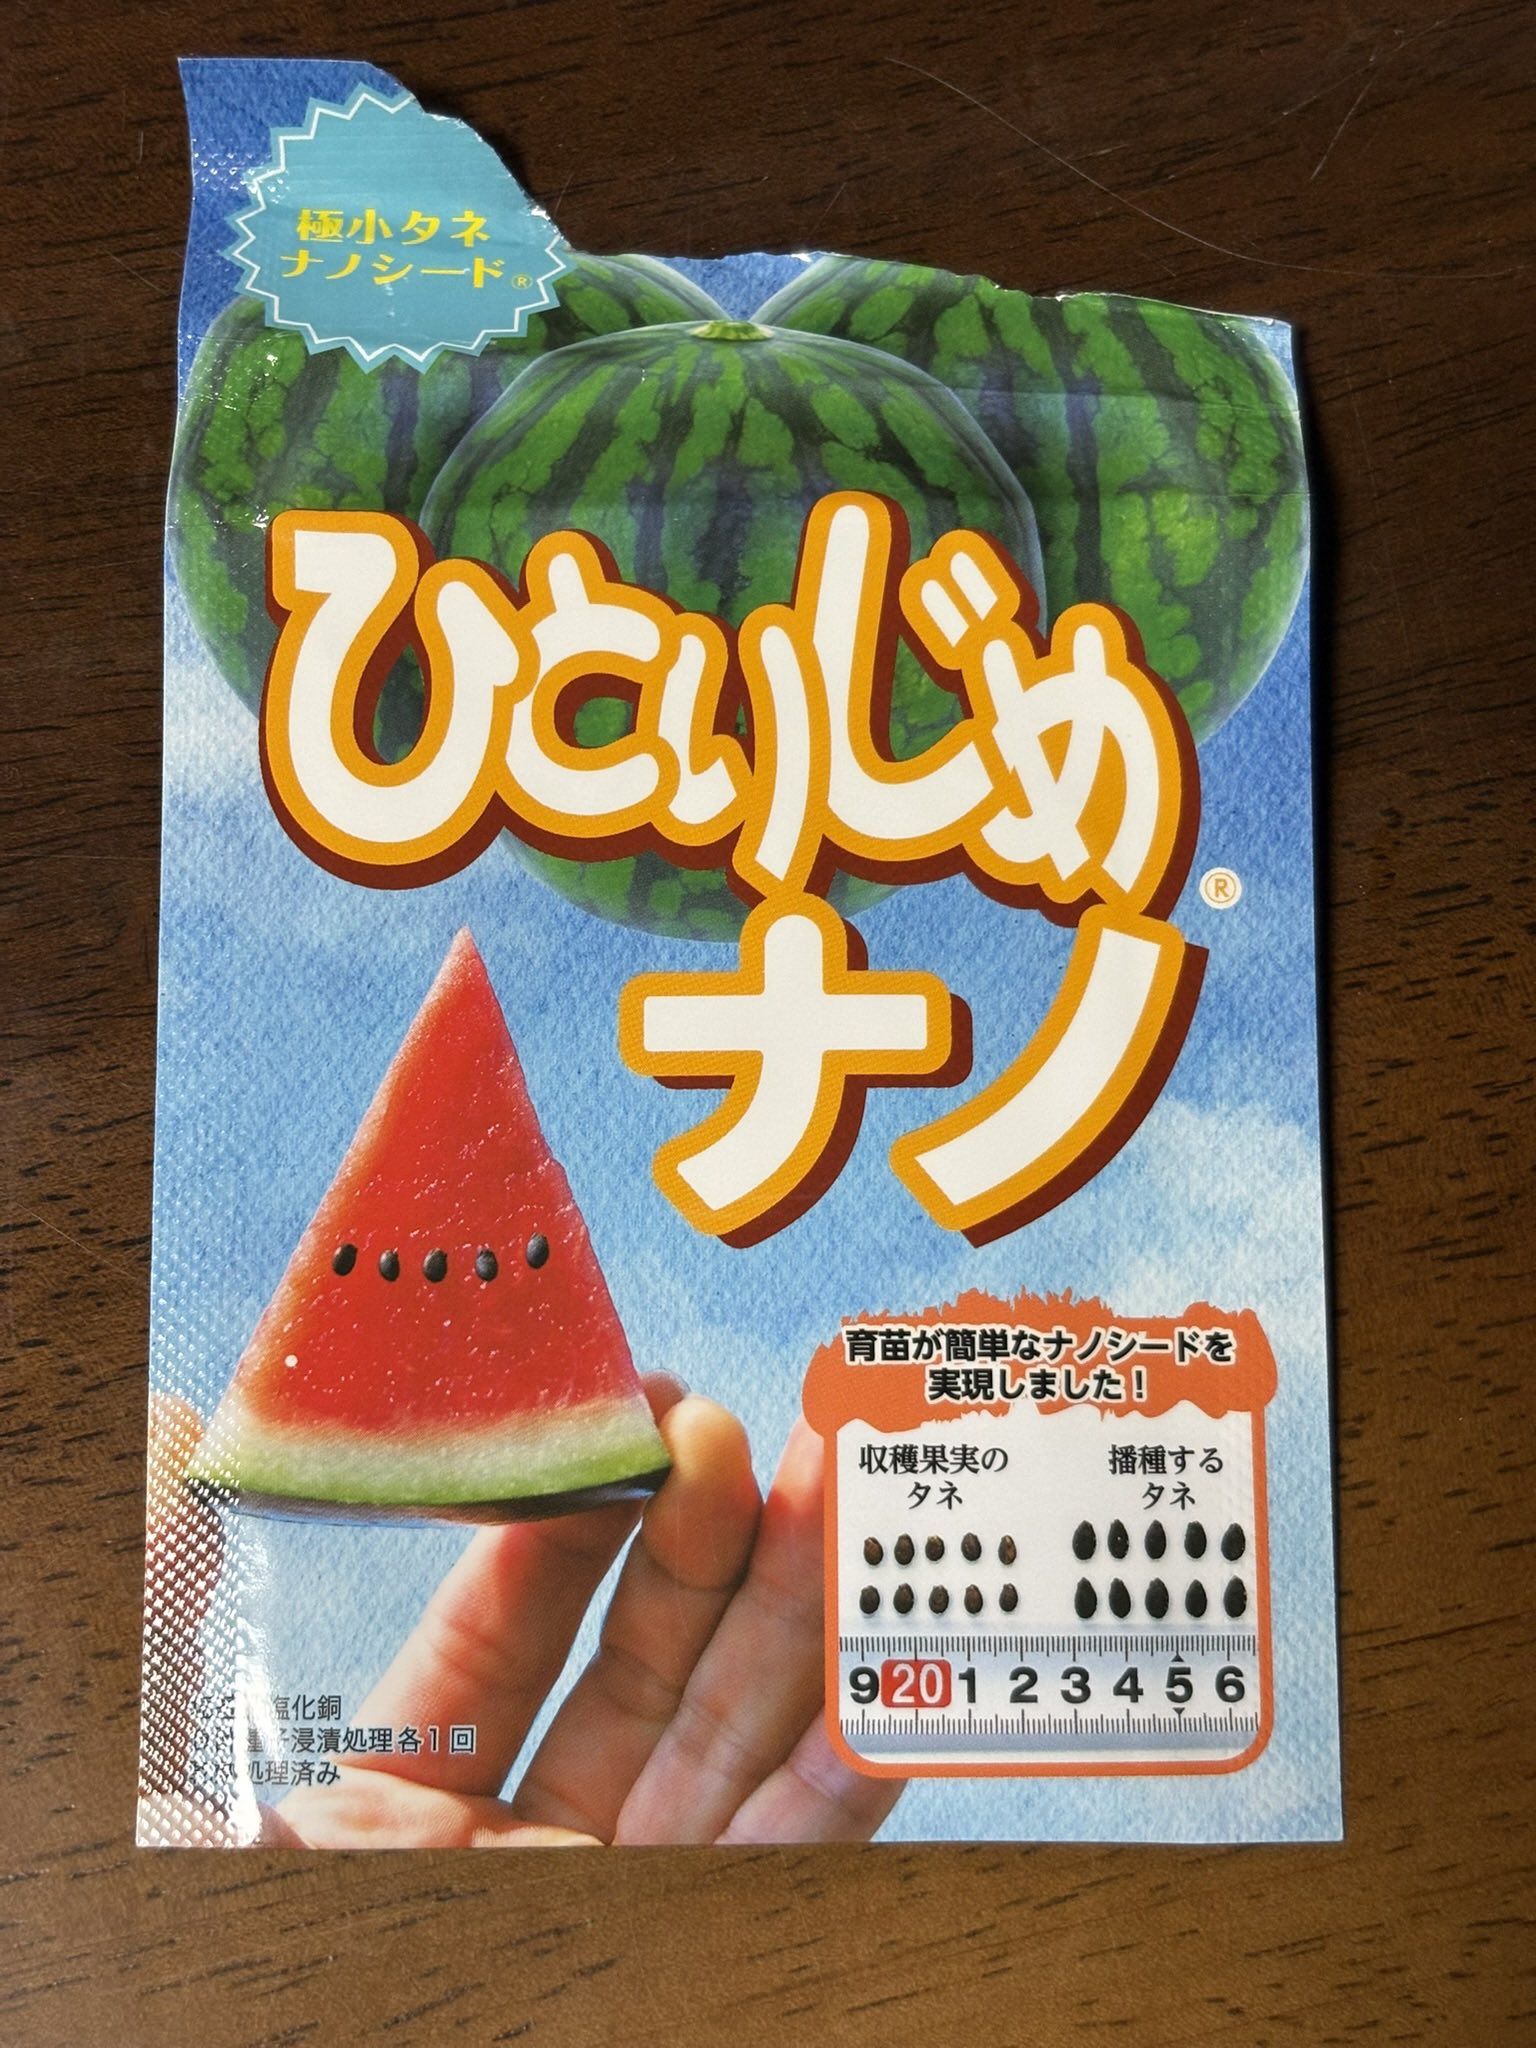 極小タネ
ナノシード®
ひとりじめ
ナノ®
育苗が簡単なナノシードを
実現しました！
収穫果実の
タネ
播種する
タネ
9 20 1 2 3 4 5 6
塩化銅
種子浸漬処理各1回
処理済み